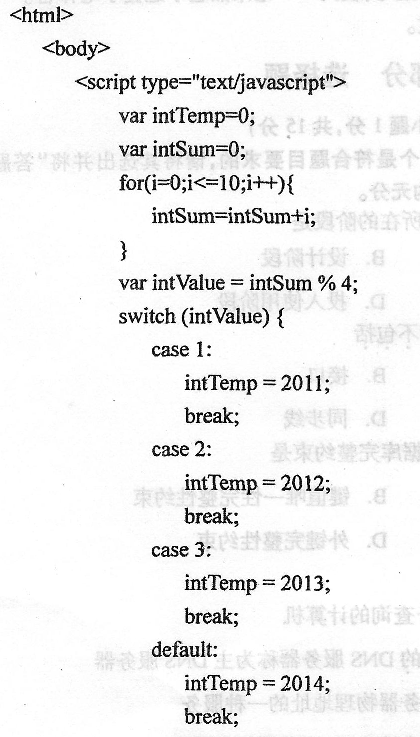 <html>
<body>
<script type="text/javascript">
var intTemp=0;
var intSum=0;
for(i=0;i<=10;i++){
intSum=intSum+i;
}
var intValue = intSum % 4;
switch (intValue) {
case 1:
intTemp = 2011;
break;
case 2:
intTemp = 2012;
break;
case 3:
intTemp = 2013;
break;
default:
intTemp = 2014;
break;